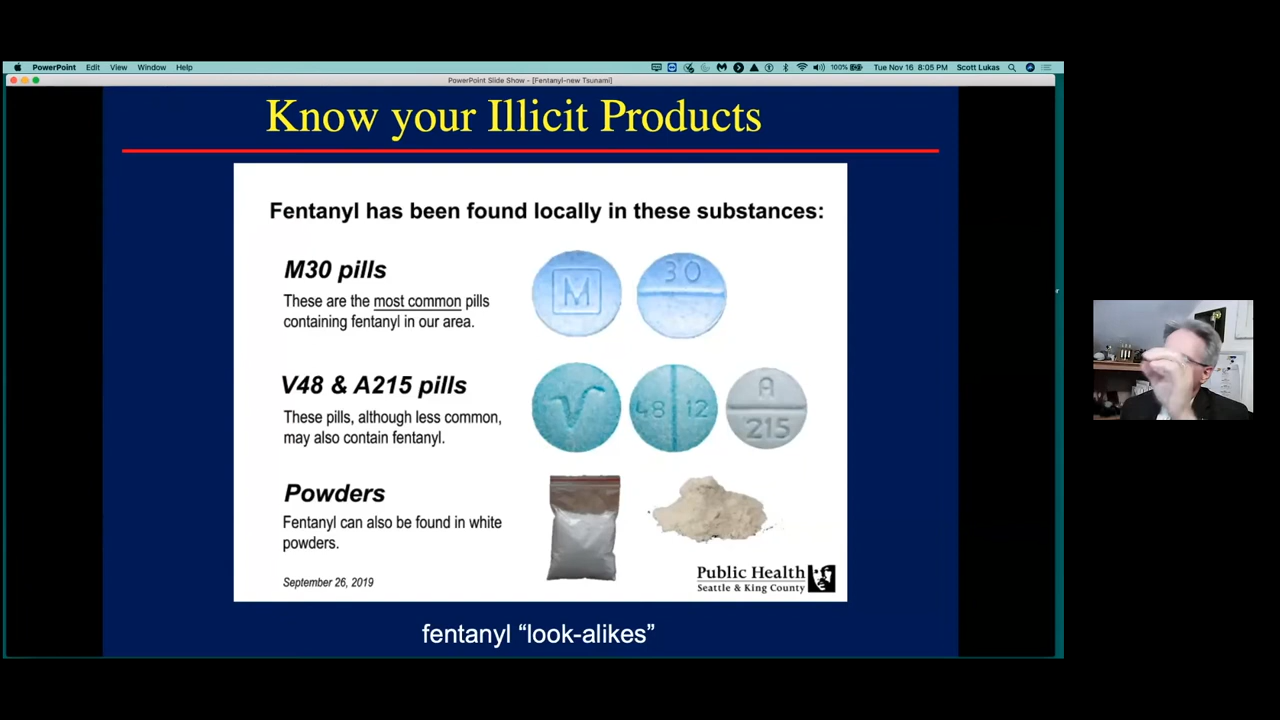 PowerPoint Edit View Window Help 100% Tue Nov 16 8:05 PM Scott Lukas
PowerPoint Slide Show - [Fentanyl-new Tsunami]
Know your Illicit Products
Fentanyl has been found locally in these substances:
M30 pills
These are the most common pills
containing fentanyl in our area.
M
30
V48 & A215 pills
These pills, although less common,
may also contain fentanyl.
V
48 12
A
215
Powders
Fentanyl can also be found in white
powders.
September 26, 2019
Public Health
Seattle & King County
fentanyl “look-alikes”